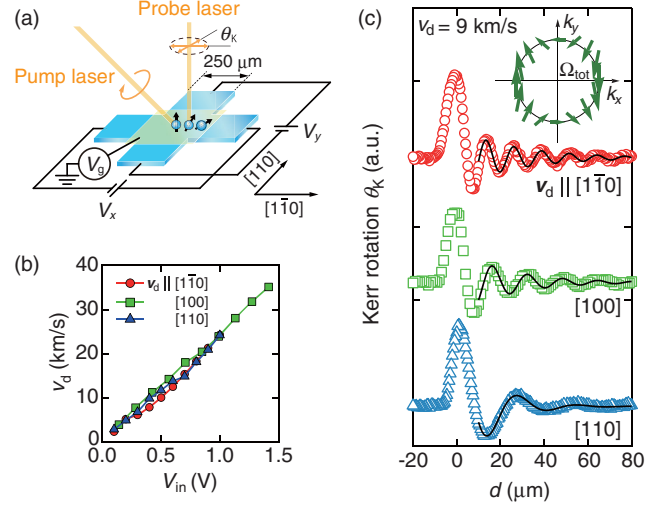 (a)
Probe laser
θK
250 μm
Pump laser
Vg
Vx
Vy
[110]
[11̄0]
(b)
vd || [11̄0]
[100]
[110]
vd (km/s)
40
30
20
10
0
0.0 0.5 1.0 1.5
Vin (V)
(c)
vd = 9 km/s
ky
Ωtot
kx
vd || [11̄0]
[100]
[110]
Kerr rotation θK (a.u.)
-20 0 20 40 60 80
d (μm)